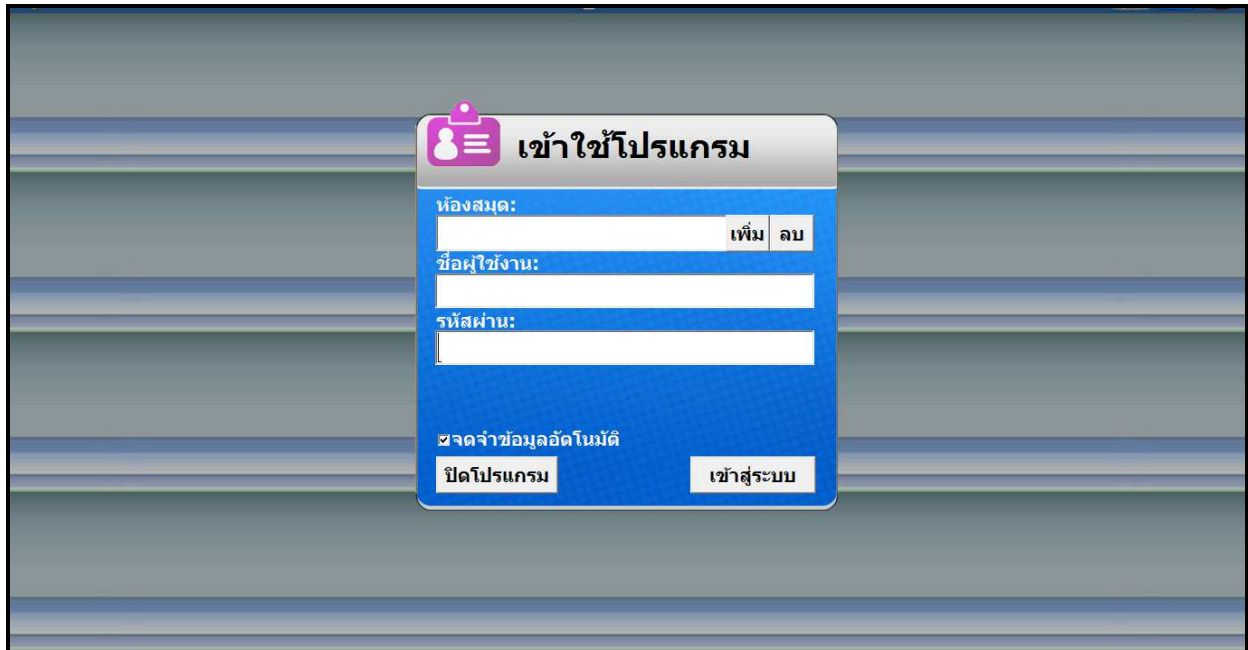 เข้าใช้โปรแกรม
ห้องสมุด:
เพิ่ม ลบ
ชื่อผู้ใช้งาน:
รหัสผ่าน:
จดจำข้อมูลอัตโนมัติ
ปิดโปรแกรม เข้าสู่ระบบ